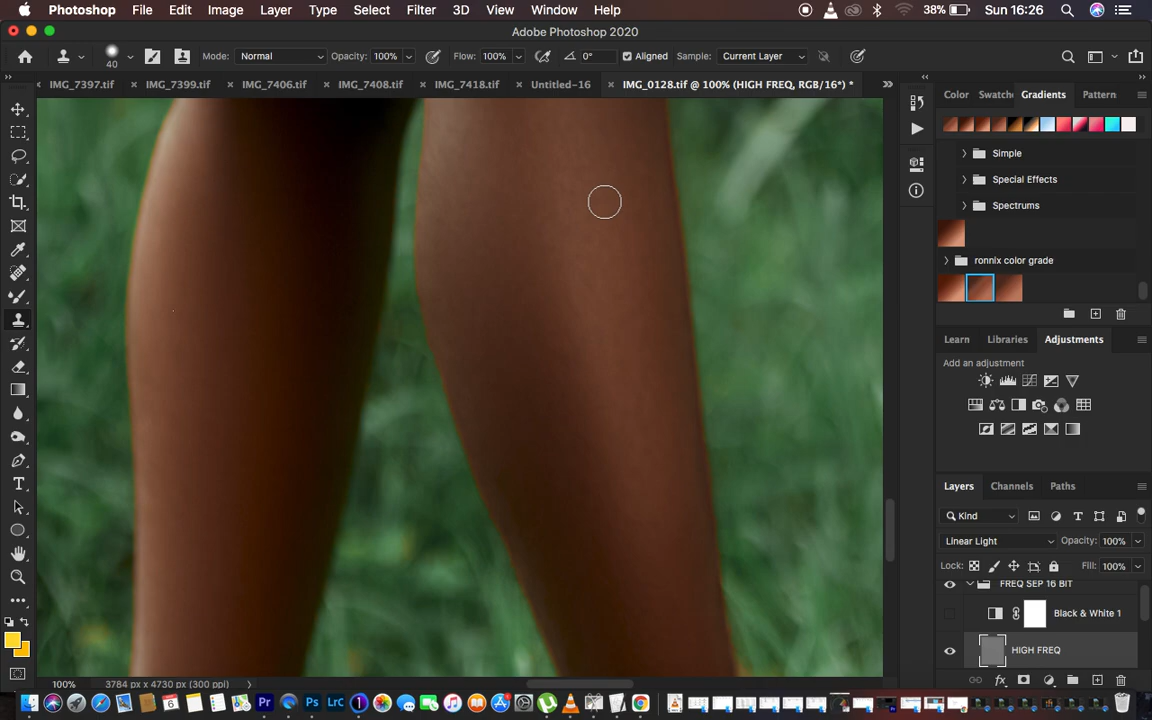 Photoshop File Edit Image Layer Type Select Filter 3D View Window Help 38% Sun 16:26
Adobe Photoshop 2020
40 Mode: Normal Opacity: 100% Flow: 100% 0° Aligned Sample: Current Layer
IMG_7397.tif × IMG_7399.tif × IMG_7406.tif × IMG_7408.tif × IMG_7418.tif × Untitled-16 × IMG_0128.tif @ 100% (HIGH FREQ, RGB/16*) *
Color Swatche Gradients Pattern
Simple
Special Effects
Spectrums
ronnix color grade
Learn Libraries Adjustments
Add an adjustment
Layers Channels Paths
Kind
Linear Light Opacity: 100%
Lock: Fill: 100%
FREQ SEP 16 BIT
Black & White 1
HIGH FREQ
100% 3784 px x 4730 px (300 ppi)